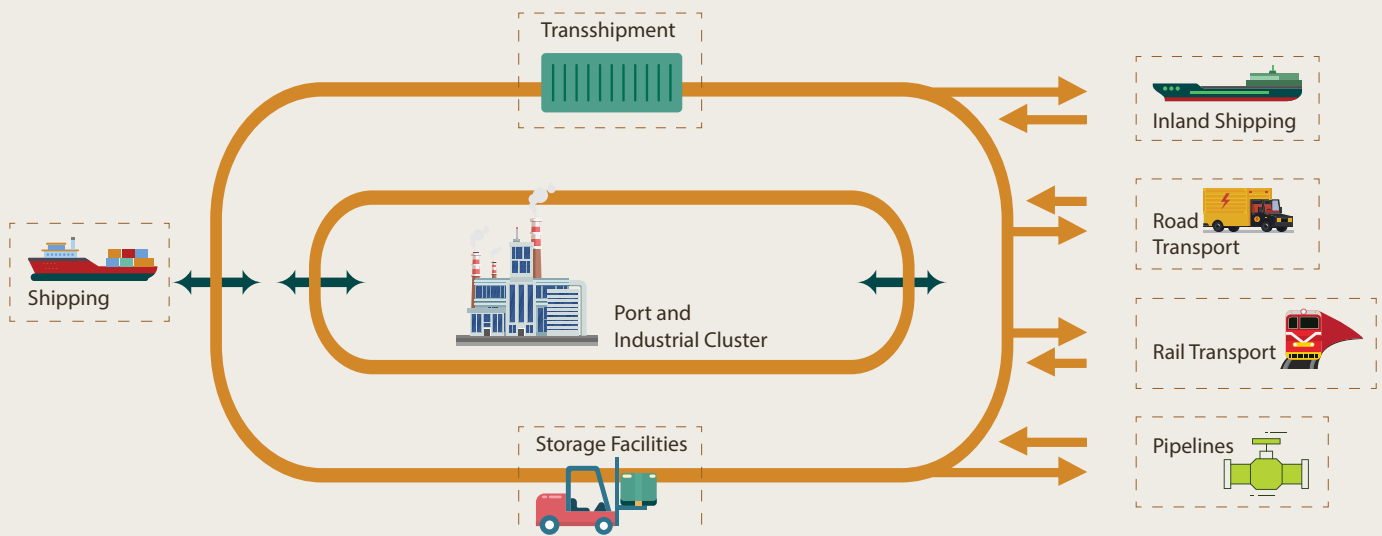 Transshipment
Inland Shipping
Road
Transport
Shipping
Port and
Industrial Cluster
Rail Transport
Storage Facilities
Pipelines